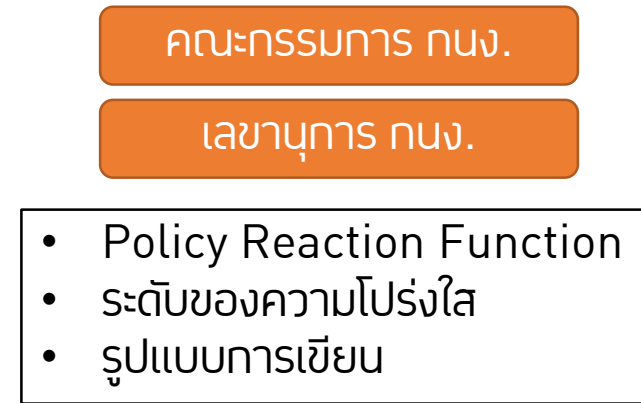 คณะกรรมการ กนง.
เลขานุการ กนง.
• Policy Reaction Function
• ระดับของความโปร่งใส
• รูปแบบการเขียน